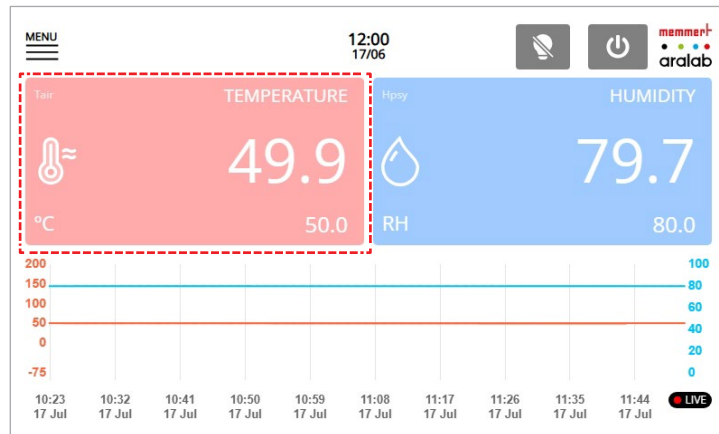 MENU
12:00
17/06
memmert
aralab
Tair TEMPERATURE
49.9
°C 50.0
Hpsy HUMIDITY
79.7
RH 80.0
200
150
100
50
0
-75
100
80
60
40
20
0
10:23 10:32 10:41 10:50 10:59 11:08 11:17 11:26 11:35 11:44 LIVE
17 Jul 17 Jul 17 Jul 17 Jul 17 Jul 17 Jul 17 Jul 17 Jul 17 Jul 17 Jul